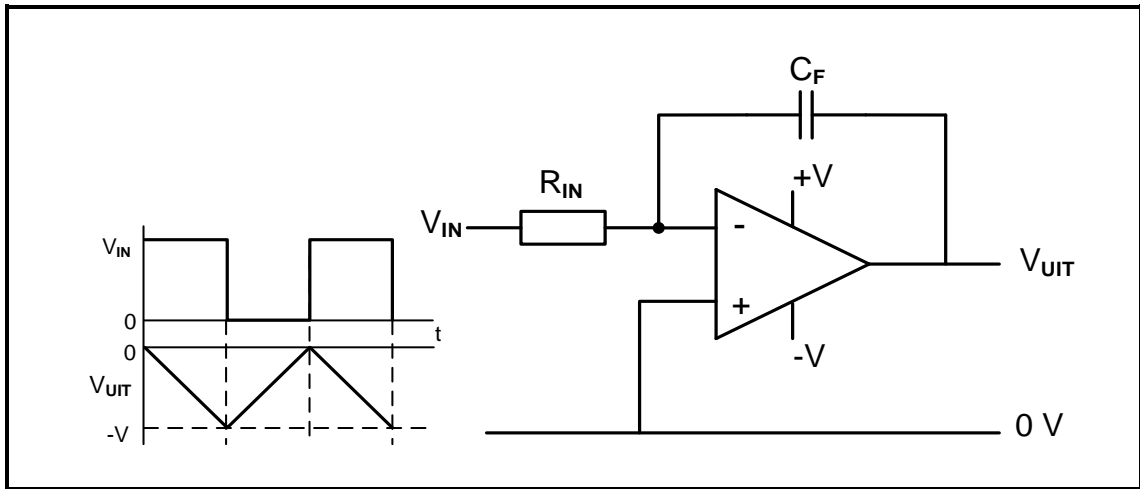 V_IN
0
t
0
V_UIT
-V
C_F
R_IN
V_IN
+V
-
+
-V
V_UIT
0 V